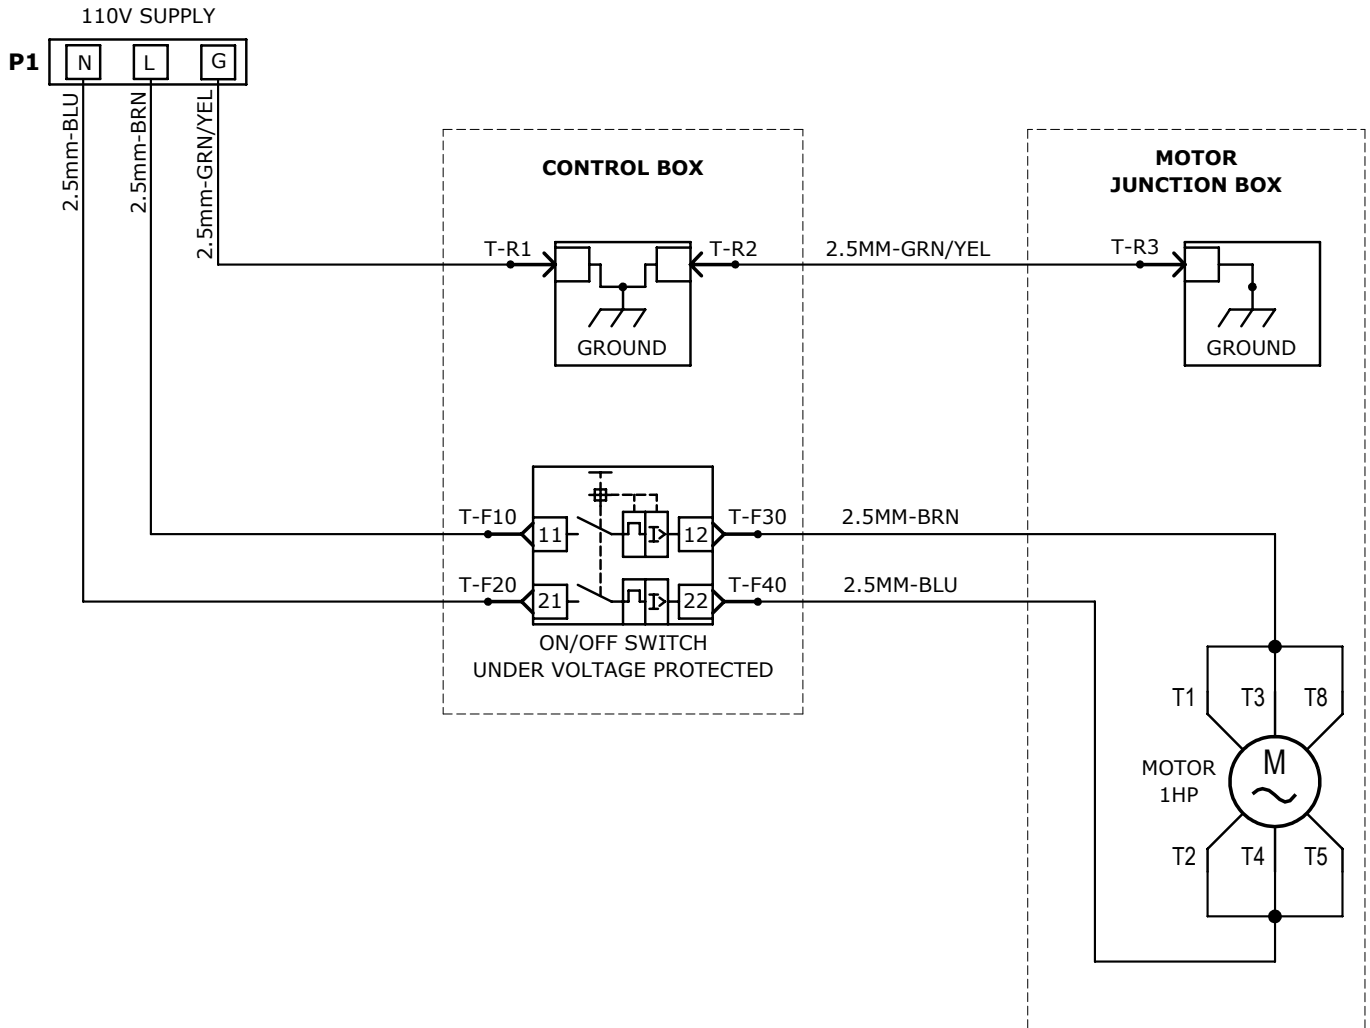 110V SUPPLY
P1
N
L
G
2.5mm-BLU
2.5mm-BRN
2.5mm-GRN/YEL
CONTROL BOX
MOTOR
JUNCTION BOX
T-R1
T-R2
2.5MM-GRN/YEL
T-R3
GROUND
GROUND
T-F10
11
I>
12
T-F30
2.5MM-BRN
T-F20
21
I>
22
T-F40
2.5MM-BLU
ON/OFF SWITCH
UNDER VOLTAGE PROTECTED
T1
T3
T8
MOTOR
1HP
M
T2
T4
T5